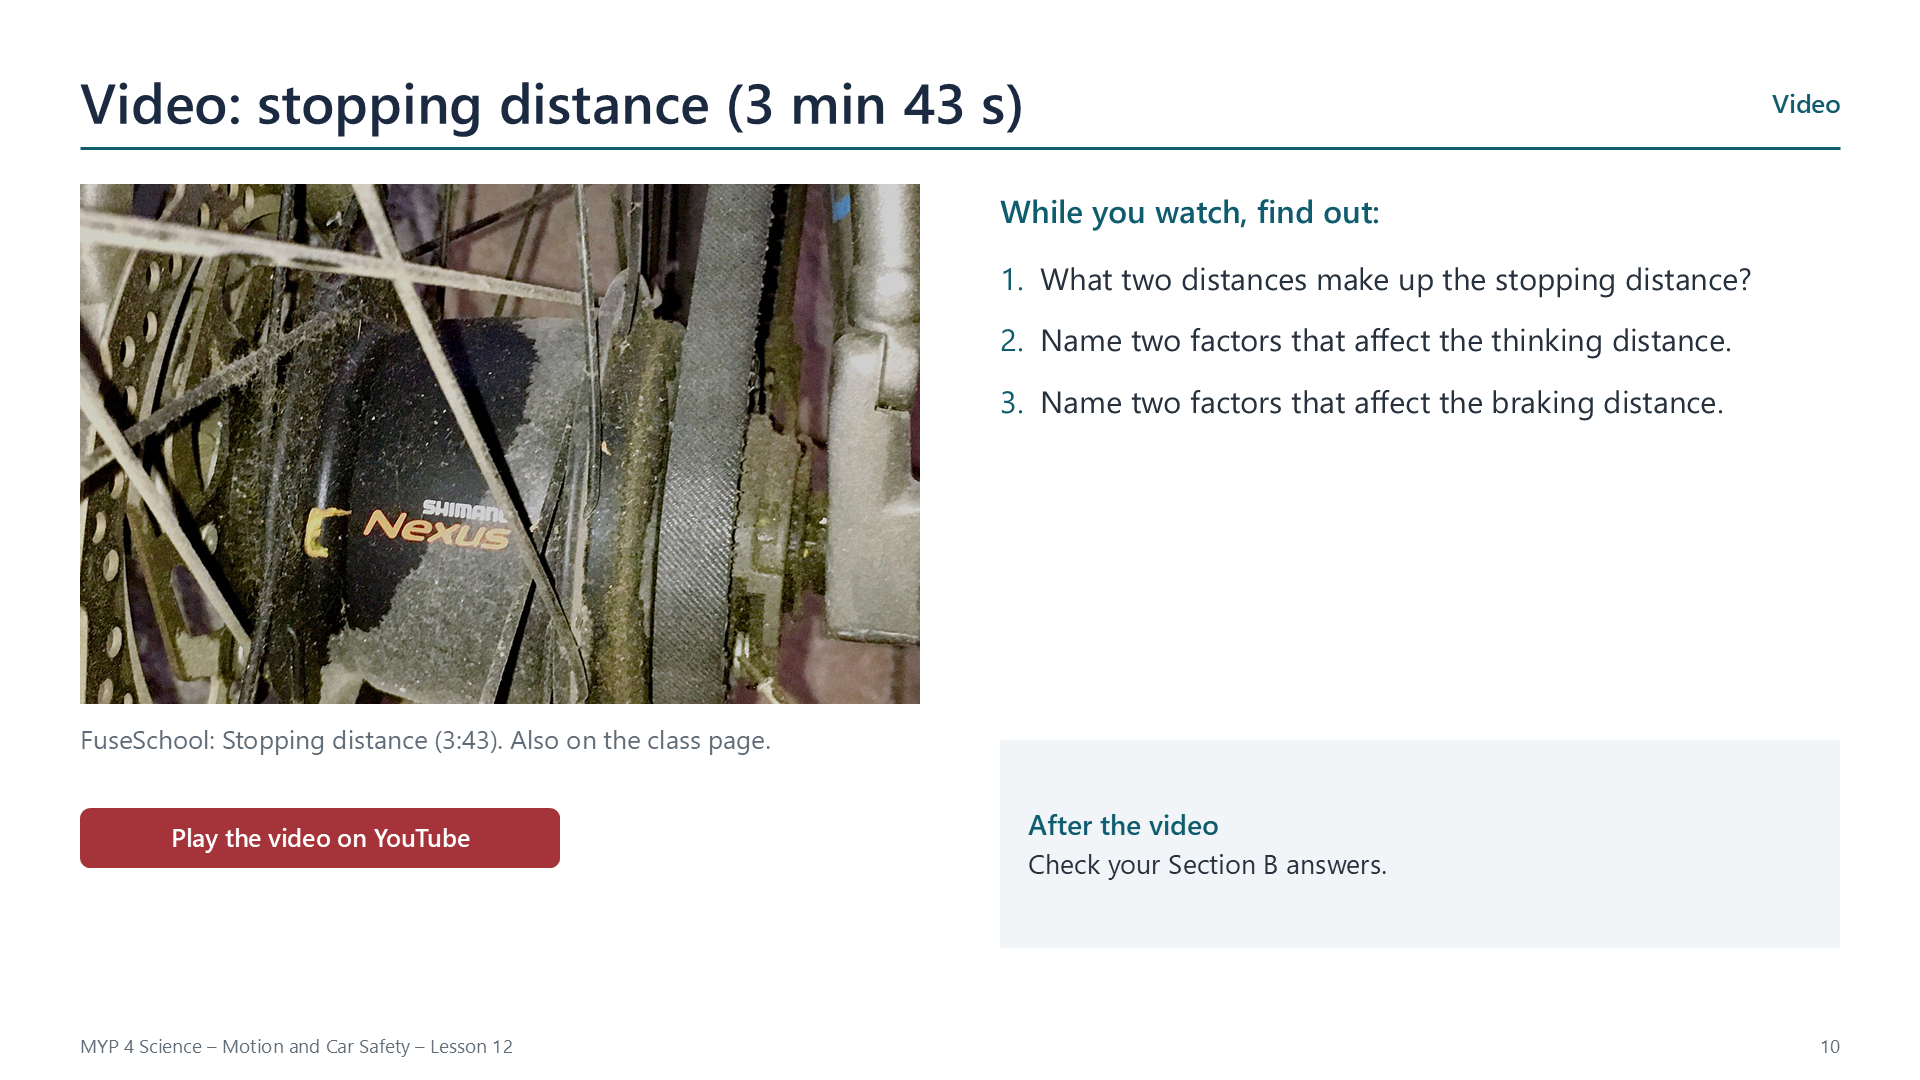 Video: stopping distance (3 min 43 s)
Video
SHIMAN
Nexus
FuseSchool: Stopping distance (3:43). Also on the class page.
Play the video on YouTube
While you watch, find out:
1. What two distances make up the stopping distance?
2. Name two factors that affect the thinking distance.
3. Name two factors that affect the braking distance.
After the video
Check your Section B answers.
MYP 4 Science – Motion and Car Safety – Lesson 12
10